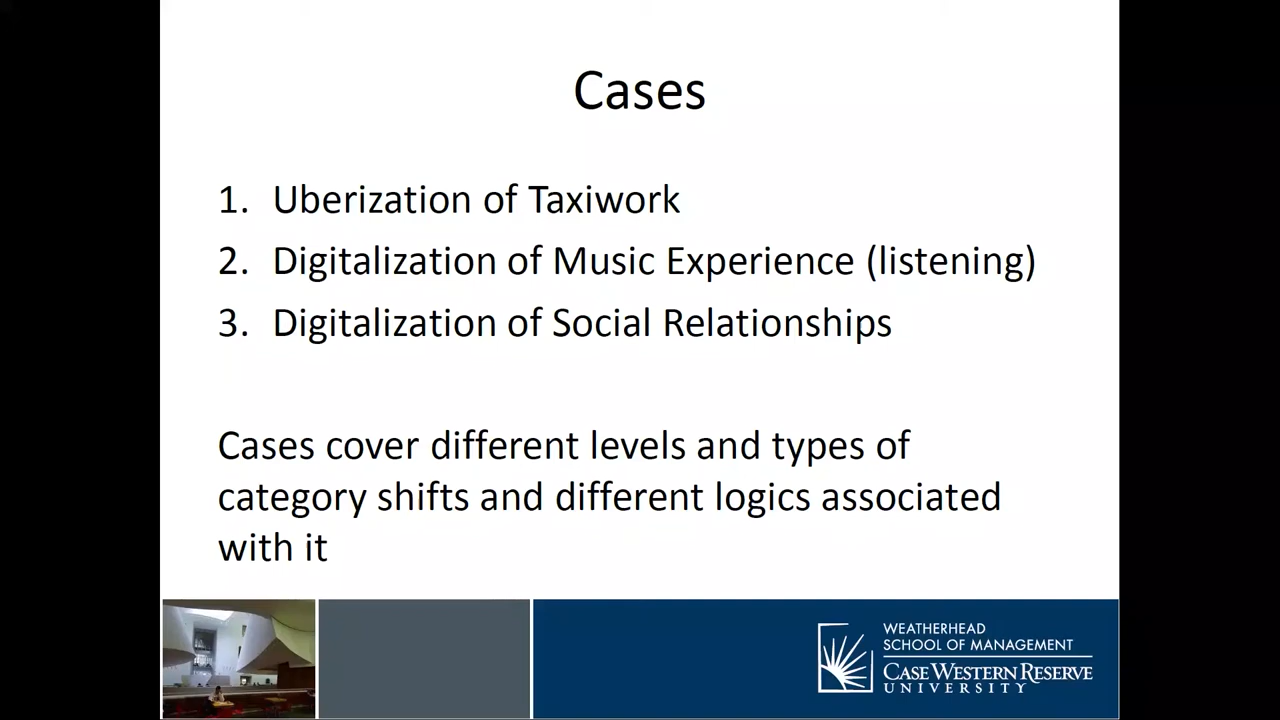 Cases
1. Uberization of Taxiwork
2. Digitalization of Music Experience (listening)
3. Digitalization of Social Relationships
Cases cover different levels and types of
category shifts and different logics associated
with it
WEATHERHEAD
SCHOOL OF MANAGEMENT
CASE WESTERN RESERVE
UNIVERSITY